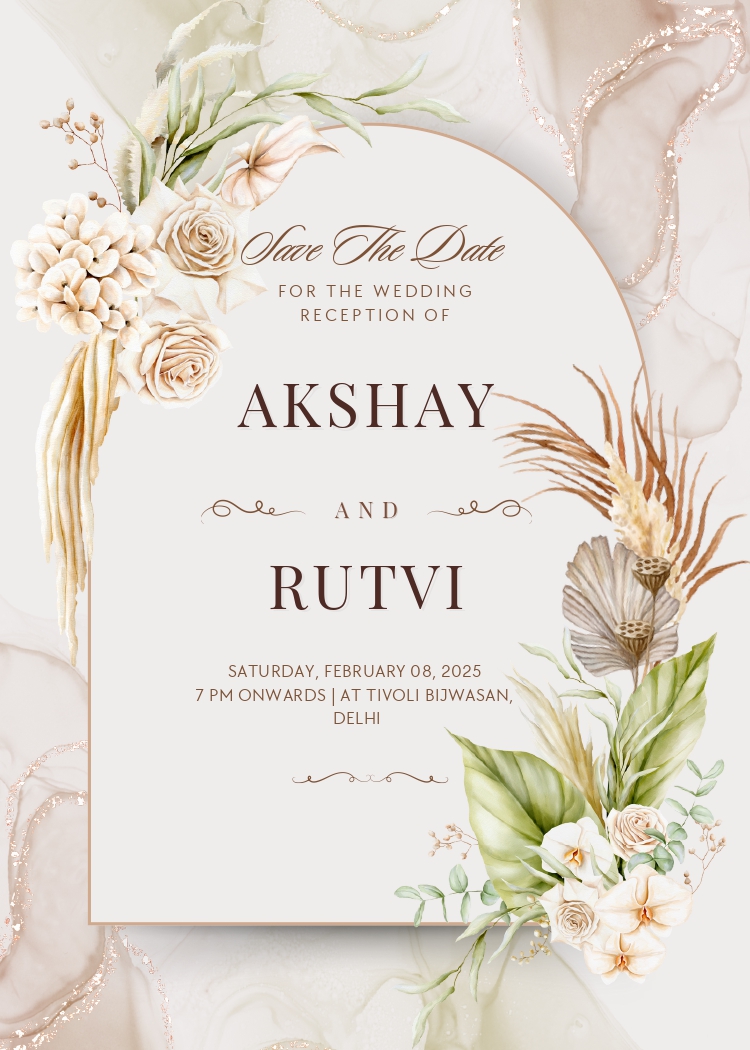 Save The Date
FOR THE WEDDING
RECEPTION OF
AKSHAY
AND
RUTVI
SATURDAY, FEBRUARY 08, 2025
7 PM ONWARDS | AT TIVOLI BIJWASAN,
DELHI